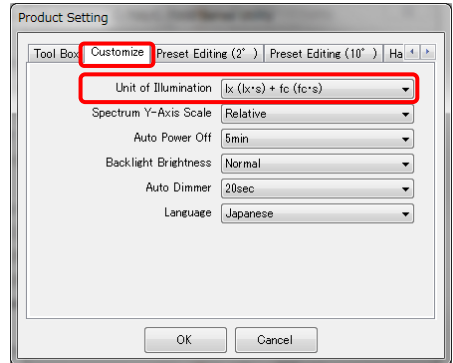 Product Setting
Tool Box Customize Preset Editing (2° ) Preset Editing (10° ) Ha
Unit of Illumination lx (lx·s) + fc (fc·s)
Spectrum Y-Axis Scale Relative
Auto Power Off 5min
Backlight Brightness Normal
Auto Dimmer 20sec
Language Japanese
OK Cancel